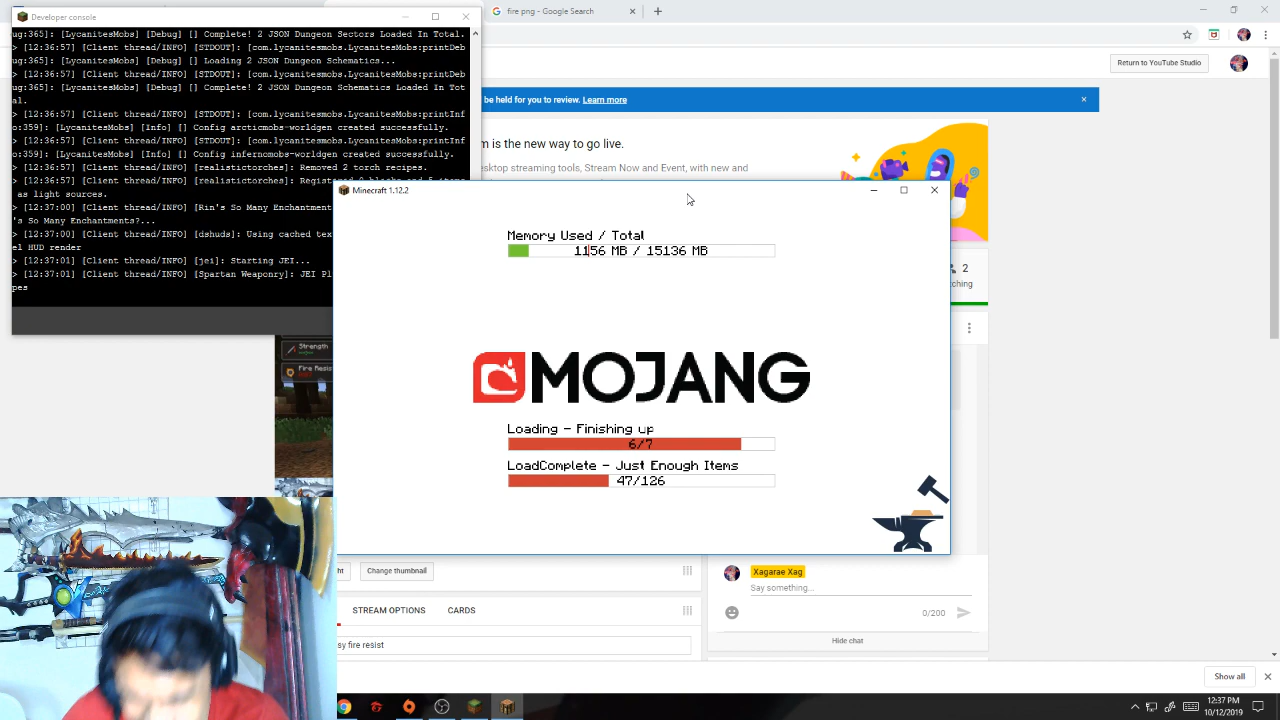 Developer console
ug:365]: [LycanitesMobs] [Debug] [] Complete! 2 JSON Dungeon Sectors Loaded In Total.
> [12:36:57] [Client thread/INFO] [STDOUT]: [com.lycanitesmobs.LycanitesMobs:printDeb
ug:365]: [LycanitesMobs] [Debug] [] Loading 2 JSON Dungeon Schematics...
> [12:36:57] [Client thread/INFO] [STDOUT]: [com.lycanitesmobs.LycanitesMobs:printDeb
ug:365]: [LycanitesMobs] [Debug] [] Complete! 2 JSON Dungeon Schematics Loaded In Tot
al.
> [12:36:57] [Client thread/INFO] [STDOUT]: [com.lycanitesmobs.LycanitesMobs:printInf
o:359]: [LycanitesMobs] [Info] [] Config arcticmobs-worldgen created successfully.
> [12:36:57] [Client thread/INFO] [STDOUT]: [com.lycanitesmobs.LycanitesMobs:printInf
o:359]: [LycanitesMobs] [Info] [] Config infernomobs-worldgen created successfully.
> [12:36:57] [Client thread/INFO] [realistictorches]: Removed 2 torch recipes.
> [12:36:57] [Client thread/INFO] [realistictorches]: Registered 9 blocks and 5 items
as light sources.
> [12:37:00] [Client thread/INFO] [Rin's So Many Enchantment
's So Many Enchantments?...
> [12:37:00] [Client thread/INFO] [dshuds]: Using cached tex
el HUD render
> [12:37:01] [Client thread/INFO] [jei]: Starting JEI...
> [12:37:01] [Client thread/INFO] [Spartan Weaponry]: JEI Pl
pes
fire png - Google Search
Return to YouTube Studio
be held for you to review. Learn more
m is the new way to go live.
esktop streaming tools, Stream Now and Event, with new and
2
ching
Minecraft 1.12.2
Memory Used / Total
1156 MB / 15136 MB
MOJANG
Loading - Finishing up
6/7
LoadComplete - Just Enough Items
47/126
Strength
Fire Resis
ht
Change thumbnail
STREAM OPTIONS
CARDS
sy fire resist
Xagarae Xag
Say something...
0/200
Hide chat
Show all
12:37 PM
10/12/2019